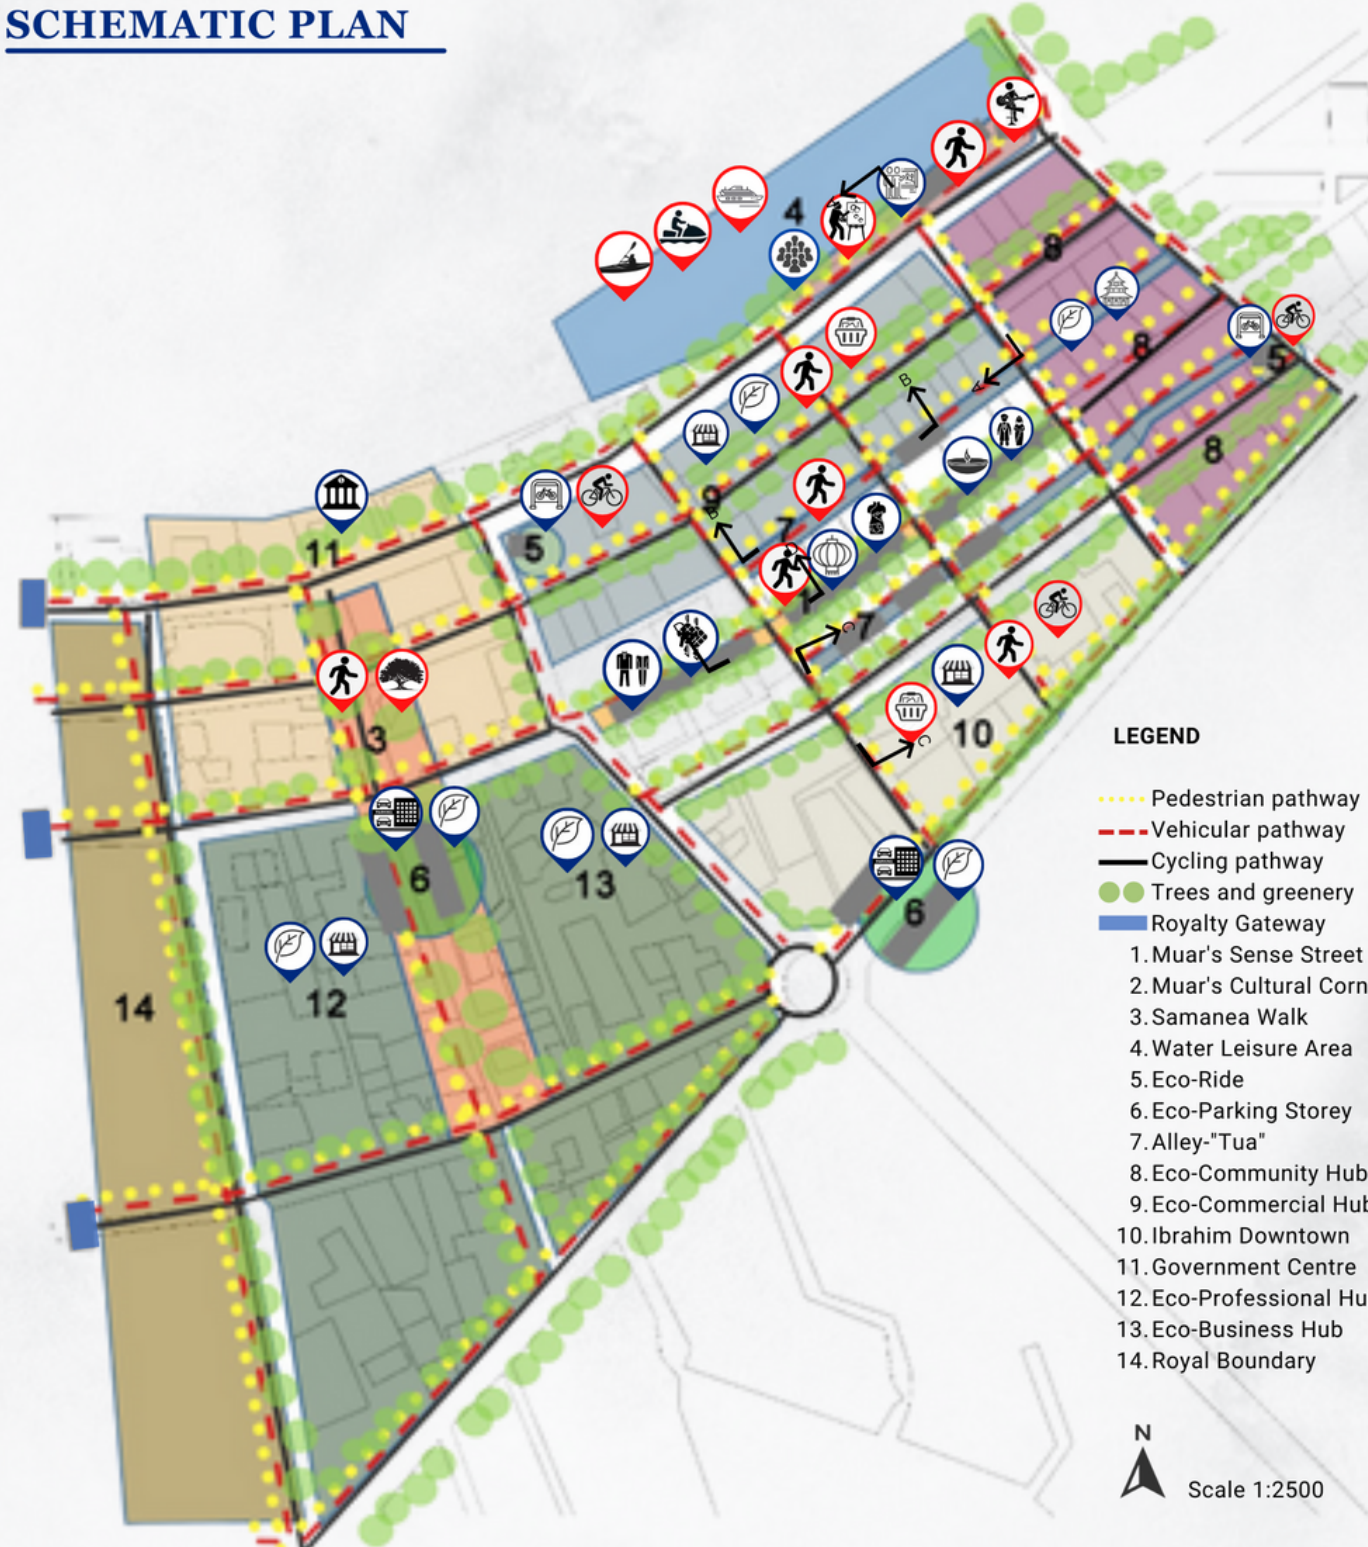 SCHEMATIC PLAN
4
8
8
5
8
9
7
11
5
B
A
B
1
7
C
3
10
C
6
13
6
12
14
LEGEND
Pedestrian pathway
Vehicular pathway
Cycling pathway
Trees and greenery
Royalty Gateway
1. Muar's Sense Street
2. Muar's Cultural Corn
3. Samanea Walk
4. Water Leisure Area
5. Eco-Ride
6. Eco-Parking Storey
7. Alley-"Tua"
8. Eco-Community Hub
9. Eco-Commercial Hub
10. Ibrahim Downtown
11. Government Centre
12. Eco-Professional Hu
13. Eco-Business Hub
14. Royal Boundary
N
Scale 1:2500